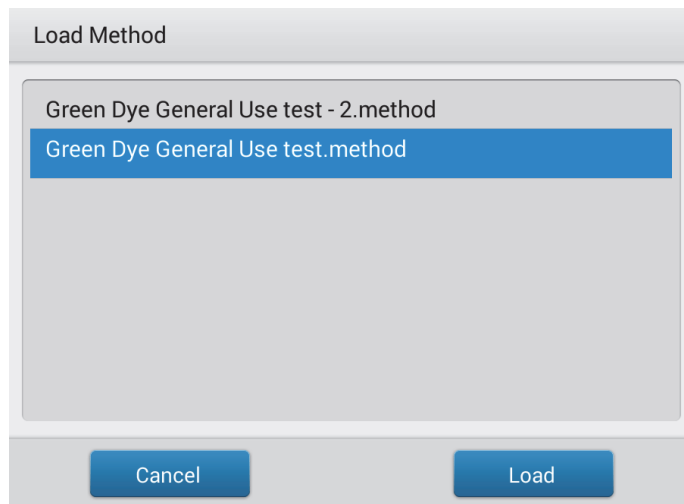 Load Method
Green Dye General Use test - 2.method
Green Dye General Use test.method
Cancel
Load